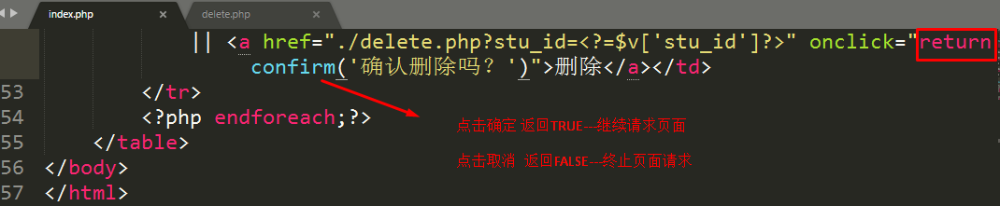 index.php × delete.php ×
|| <a href="./delete.php?stu_id=<?=$v['stu_id']?>" onclick="return
confirm('确认删除吗？')">删除</a></td>
53 </tr>
54 <?php endforeach;?>
55 </table>
56 </body>
57 </html>
点击确定 返回TRUE---继续请求页面
点击取消 返回FALSE---终止页面请求